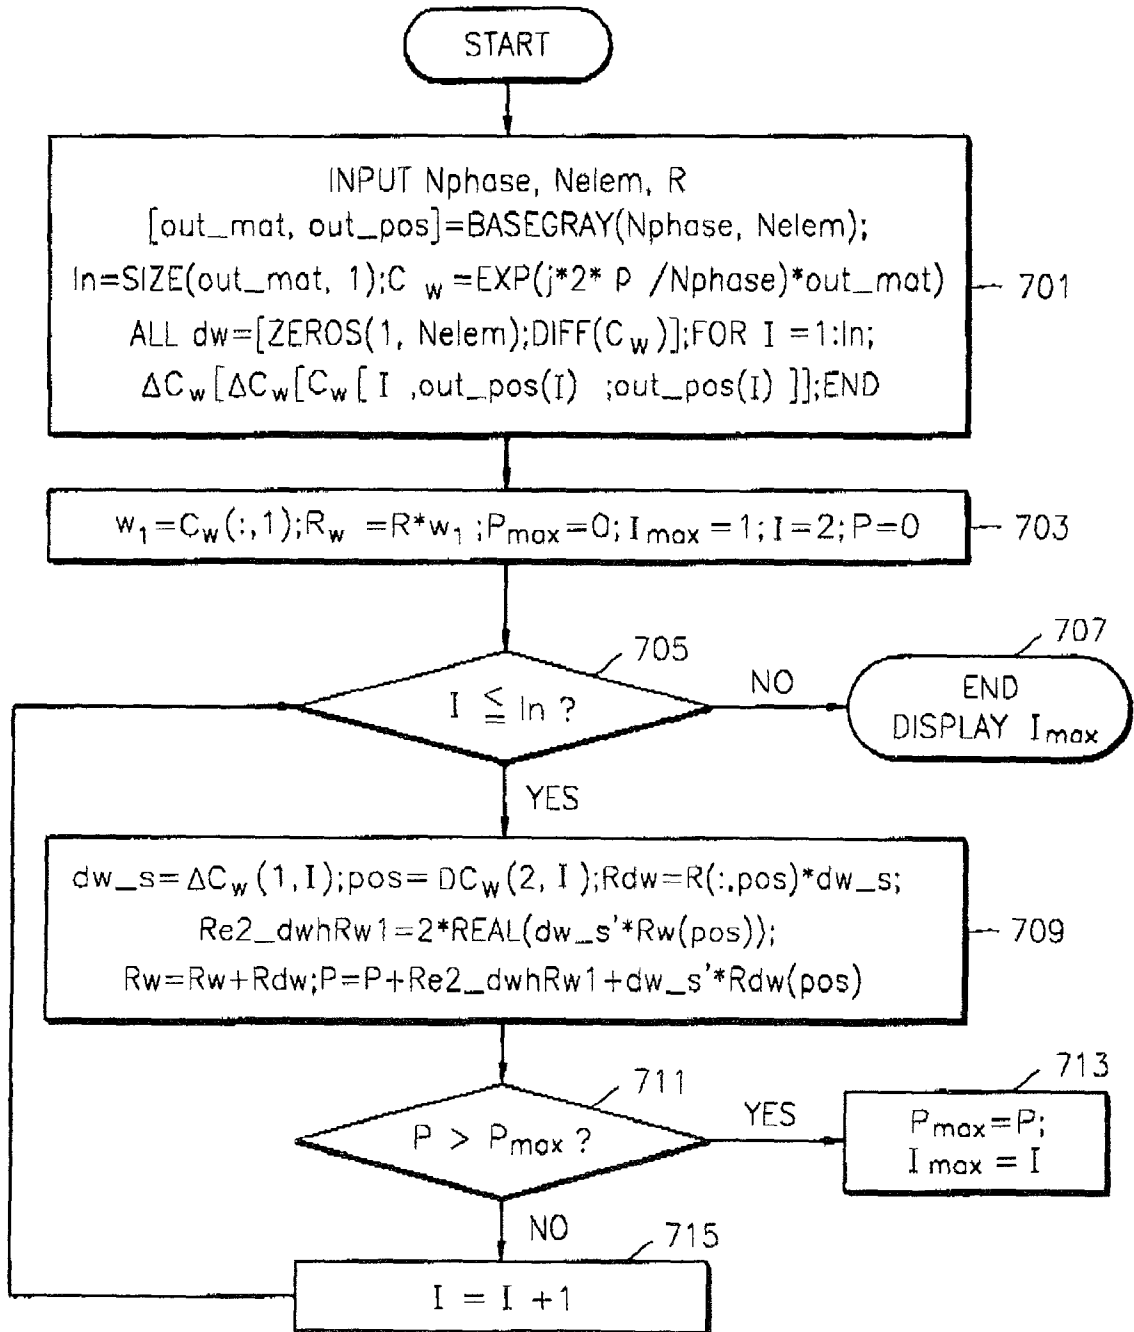 START
INPUT Nphase, Nelem, R
[out_mat, out_pos]=BASEGRAY(Nphase, Nelem);
ln=SIZE(out_mat, 1);C w =EXP(j*2* p /Nphase)*out_mat)
701
ALL dw=[ZEROS(1, Nelem);DIFF(Cw)];FOR I =1:ln;
ΔCw[ΔCw[Cw[ I ,out_pos(I) ;out_pos(I) ]];END
w1=Cw(:,1);Rw =R*w1 ;Pmax=0; Imax=1; I=2; P=0
703
705
707
I ≦ ln ?
NO
END
DISPLAY Imax
YES
dw_s=ΔCw(1,I);pos= DCw(2, I );Rdw=R(:,pos)*dw_s;
Re2_dwhRw1=2*REAL(dw_s'*Rw(pos));
709
Rw=Rw+Rdw;P=P+Re2_dwhRw1+dw_s'*Rdw(pos)
711
713
P > Pmax ?
YES
Pmax=P;
Imax = I
NO
715
I = I +1